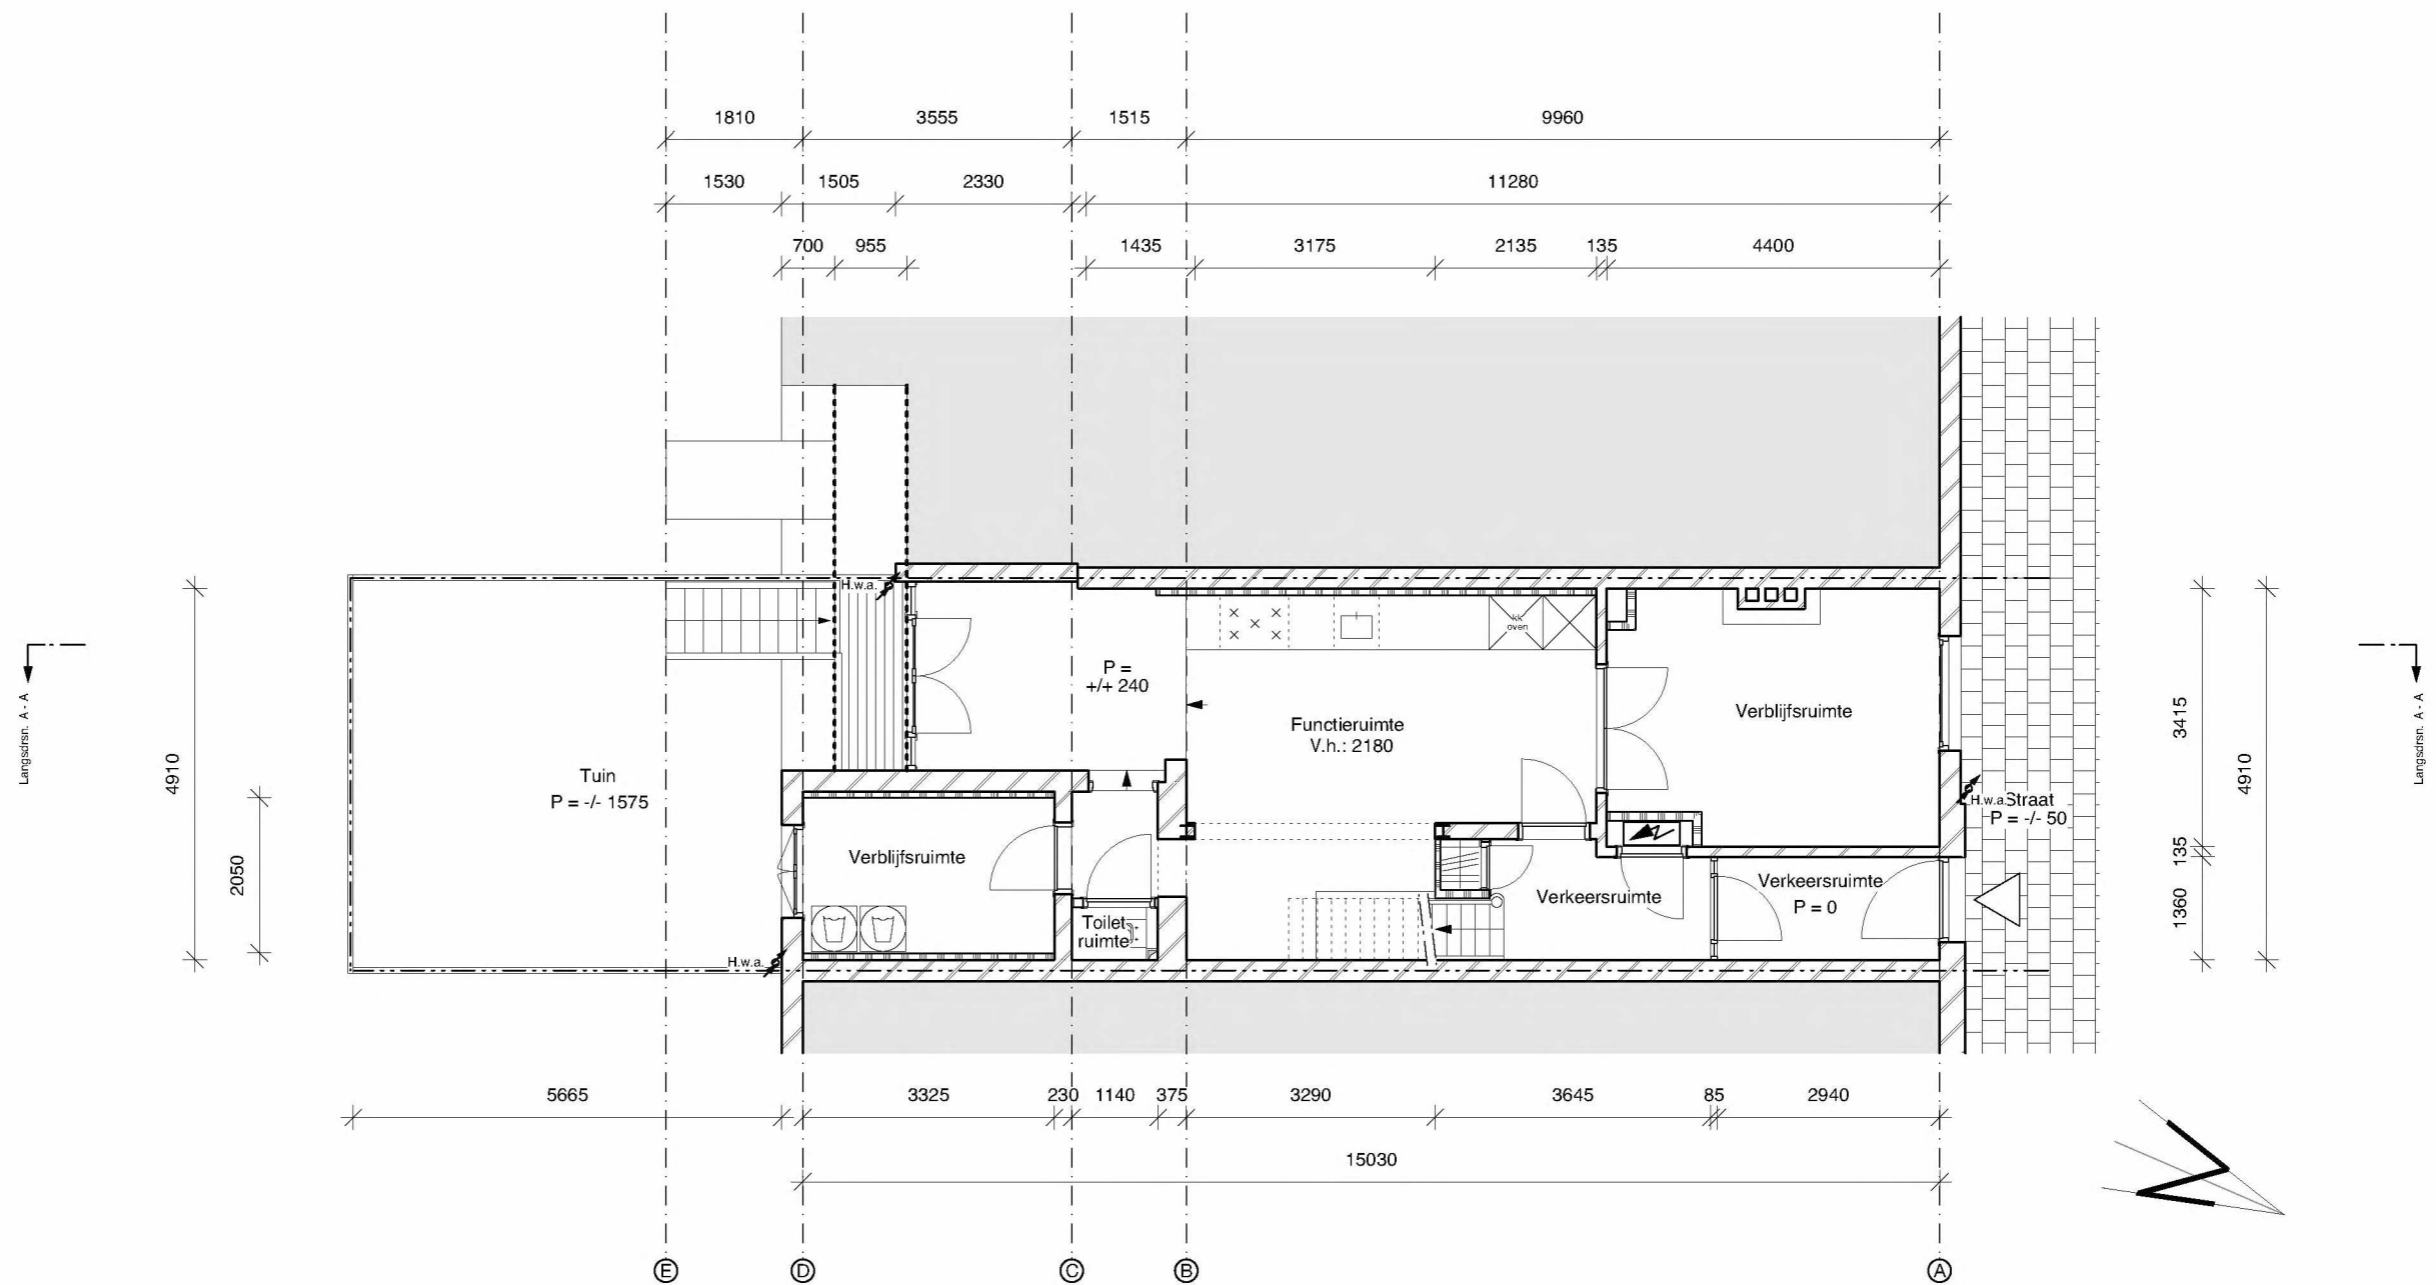 1810 3555 1515 9960
1530 1505 2330 11280
700 955 1435 3175 2135 135 4400
H.w.a.
kk
oven
P =
+/+ 240
Functieruimte
V.h.: 2180
Verblijfsruimte
Langsdrsn. A - A
Langsdrsn. A - A
4910
2050
Tuin
P = -/- 1575
3415
135
1360
4910
H.w.a.
Straat
P = -/- 50
Verblijfsruimte
Verkeersruimte
Verkeersruimte
P = 0
Toilet
ruimte
H.w.a.
5665 3325 230 1140 375 3290 3645 85 2940
15030
E D C B A